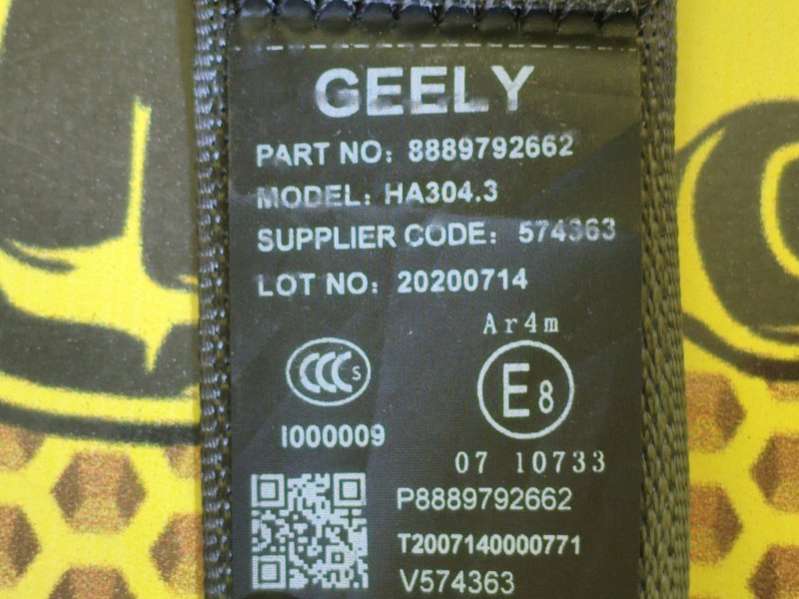 GEELY
PART NO: 8889792662
MODEL: HA304.3
SUPPLIER CODE: 574363
LOT NO: 20200714
Ar4m
CCC S
E8
I000009
07 10733
P8889792662
T2007140000771
V574363